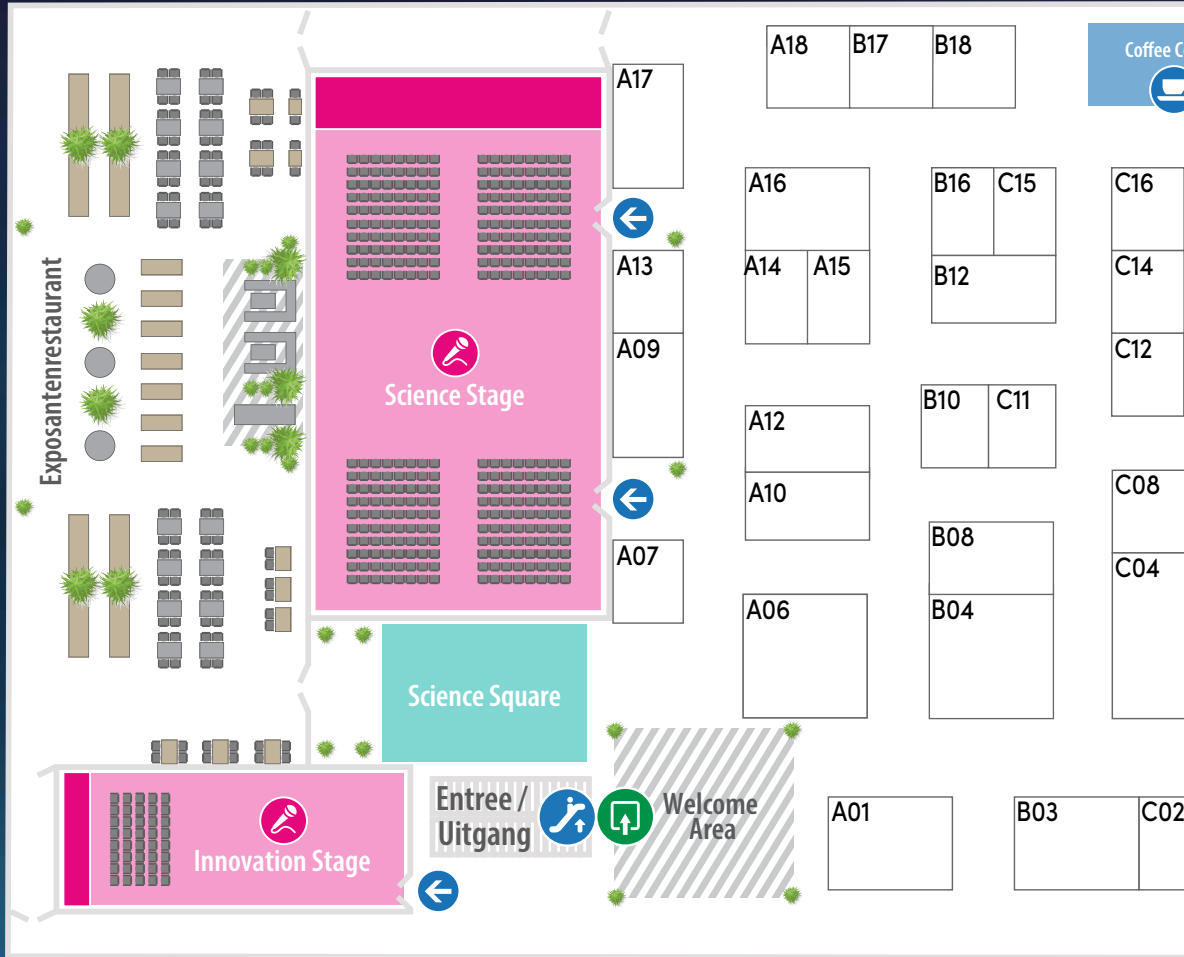 A18
B17
B18
Coffee C
A17
A16
B16
C15
C16
A13
A14
A15
B12
C14
Exposantenrestaurant
A09
C12
Science Stage
B10
C11
A12
A10
C08
B08
A07
C04
A06
B04
Science Square
Entree /
Uitgang
Welcome
Area
A01
B03
C02
Innovation Stage